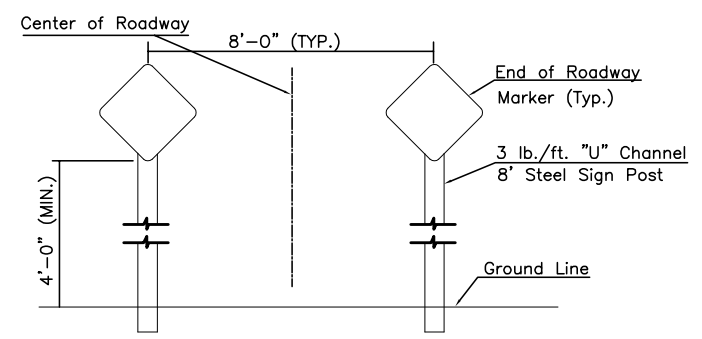 Center of Roadway
8'-0" (TYP.)
End of Roadway
Marker (Typ.)
3 lb./ft. "U" Channel
8' Steel Sign Post
4'-0" (MIN.)
Ground Line